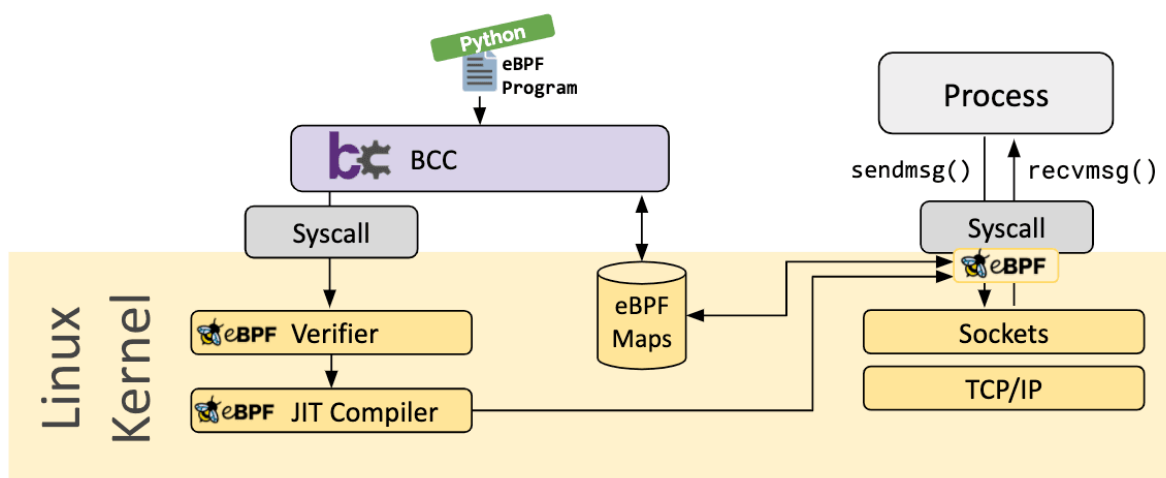 Python
eBPF
Program
bc BCC
Process
sendmsg()
recvmsg()
Syscall
Syscall
eBPF
Linux
Kernel
eBPF
Maps
eBPF Verifier
Sockets
eBPF JIT Compiler
TCP/IP